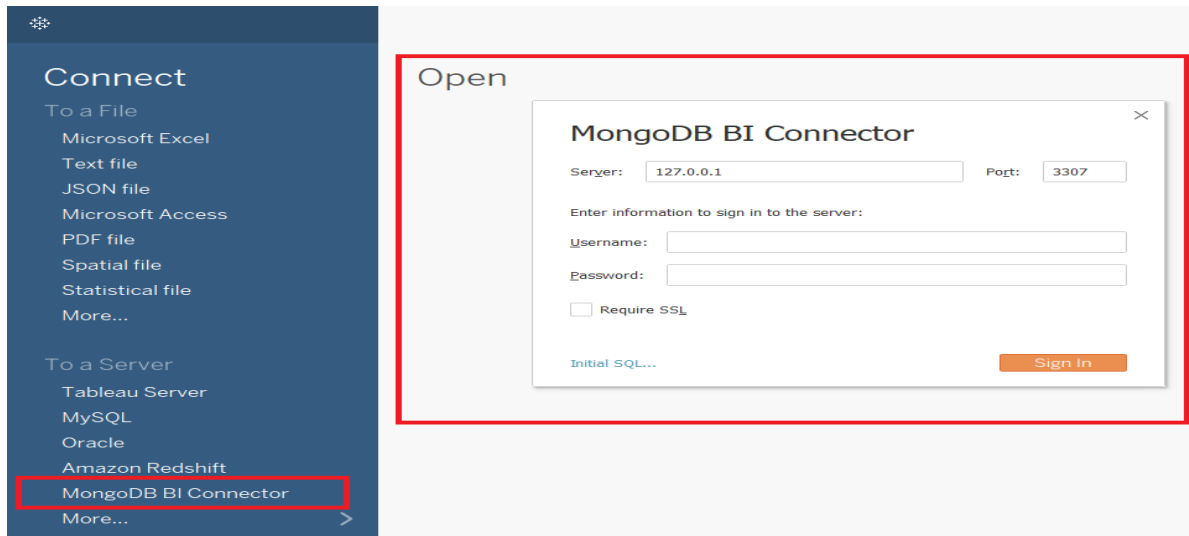 Connect
To a File
Microsoft Excel
Text file
JSON file
Microsoft Access
PDF file
Spatial file
Statistical file
More...
To a Server
Tableau Server
MySQL
Oracle
Amazon Redshift
MongoDB BI Connector
More...
Open
MongoDB BI Connector
Server: 127.0.0.1 Port: 3307
Enter information to sign in to the server:
Username:
Password:
Require SSL
Initial SQL... Sign In